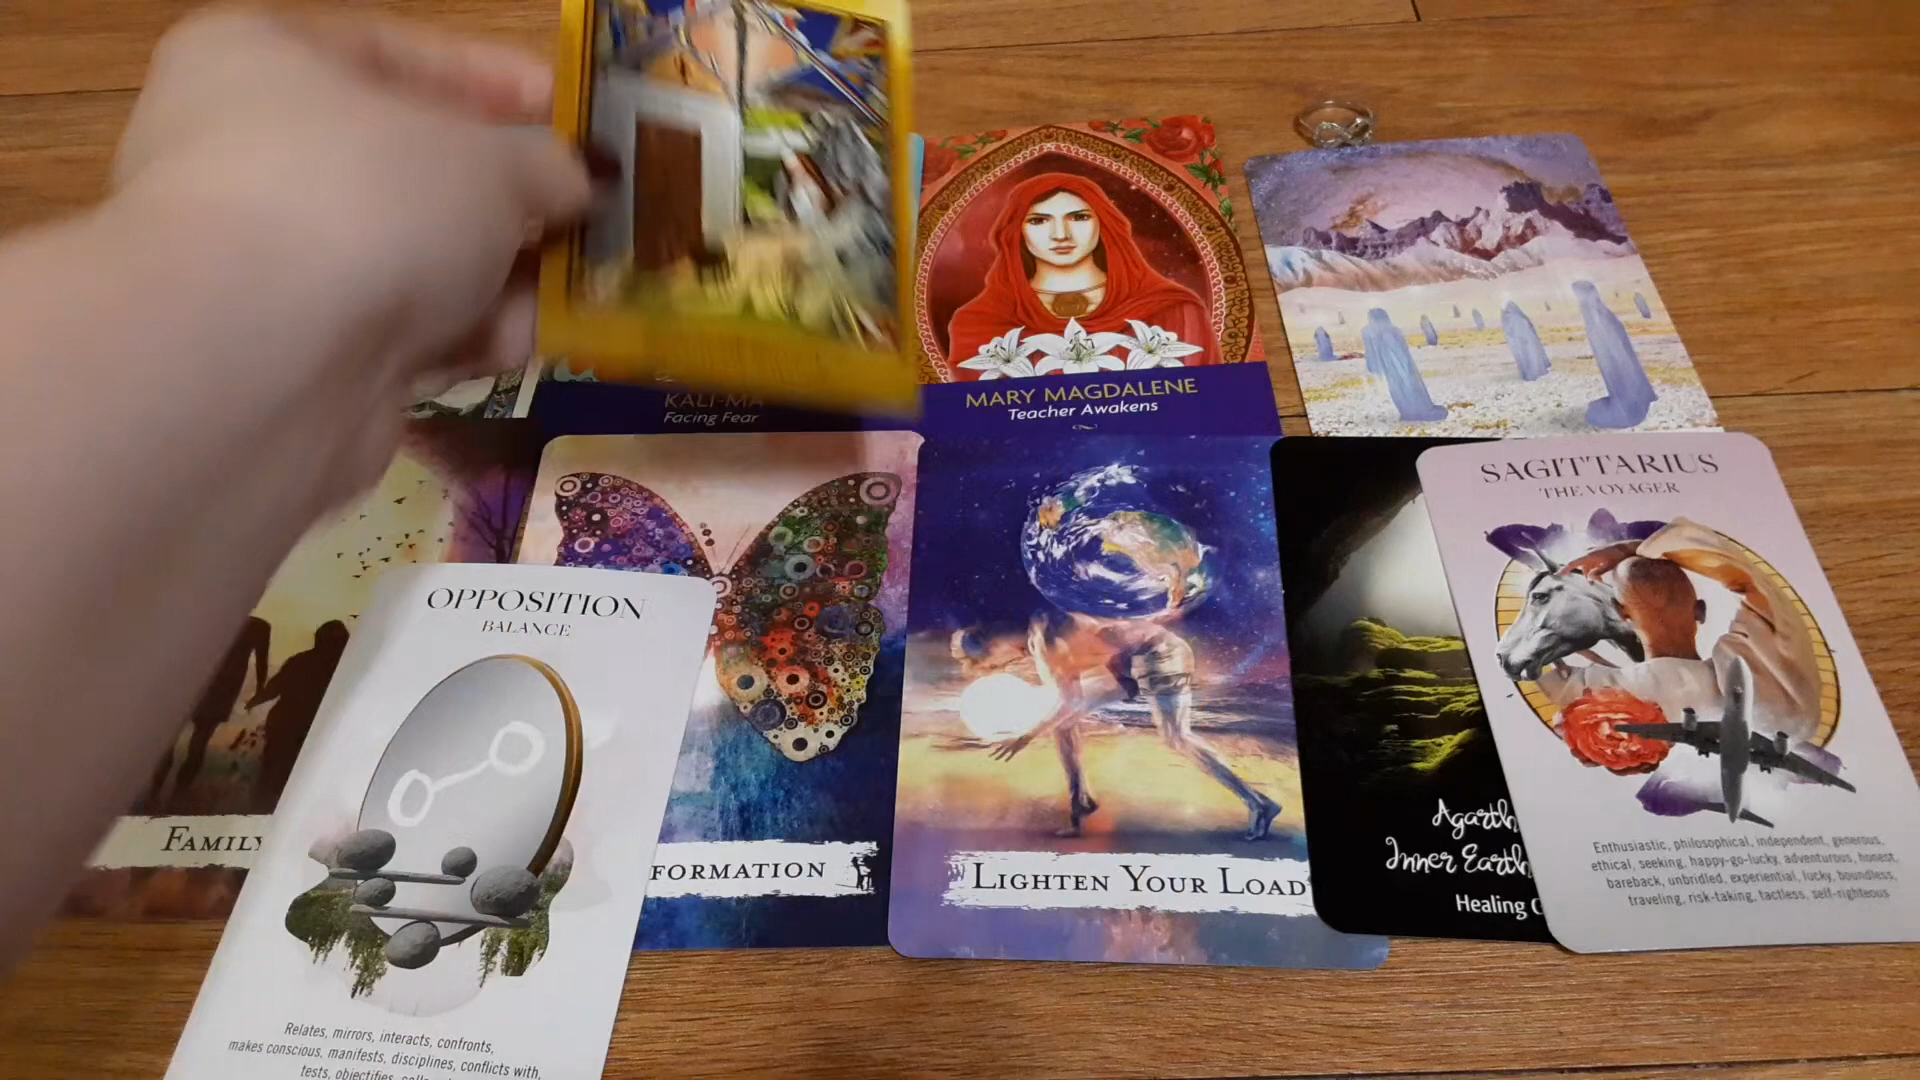 KALI-MA
Facing Fear
MARY MAGDALENE
Teacher Awakens
SAGITTARIUS
THE VOYAGER
OPPOSITION
BALANCE
FAMILY
FORMATION
LIGHTEN YOUR LOAD
Agarth
Inner Earth
Healing
Enthusiastic, philosophical, independent, generous,
ethical, seeking, happy-go-lucky, adventurous, honest,
bareback, unbridled, experiential, lucky, boundless,
traveling, risk-taking, tactless, self-righteous
Relates, mirrors, interacts, confronts,
makes conscious, manifests, disciplines, conflicts with,
tests, objectifies,